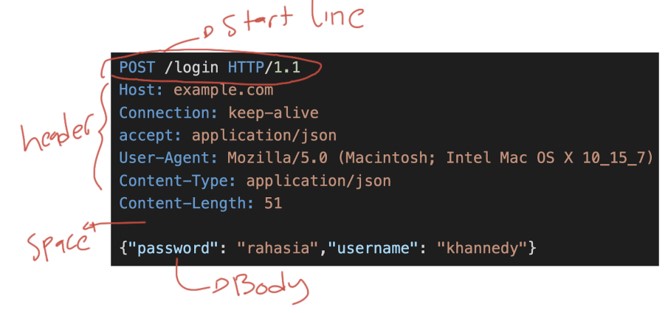 Start line
POST /login HTTP/1.1
Host: example.com
header
Connection: keep-alive
accept: application/json
User-Agent: Mozilla/5.0 (Macintosh; Intel Mac OS X 10_15_7)
Content-Type: application/json
Content-Length: 51
Space
{"password": "rahasia","username": "khannedy"}
Body